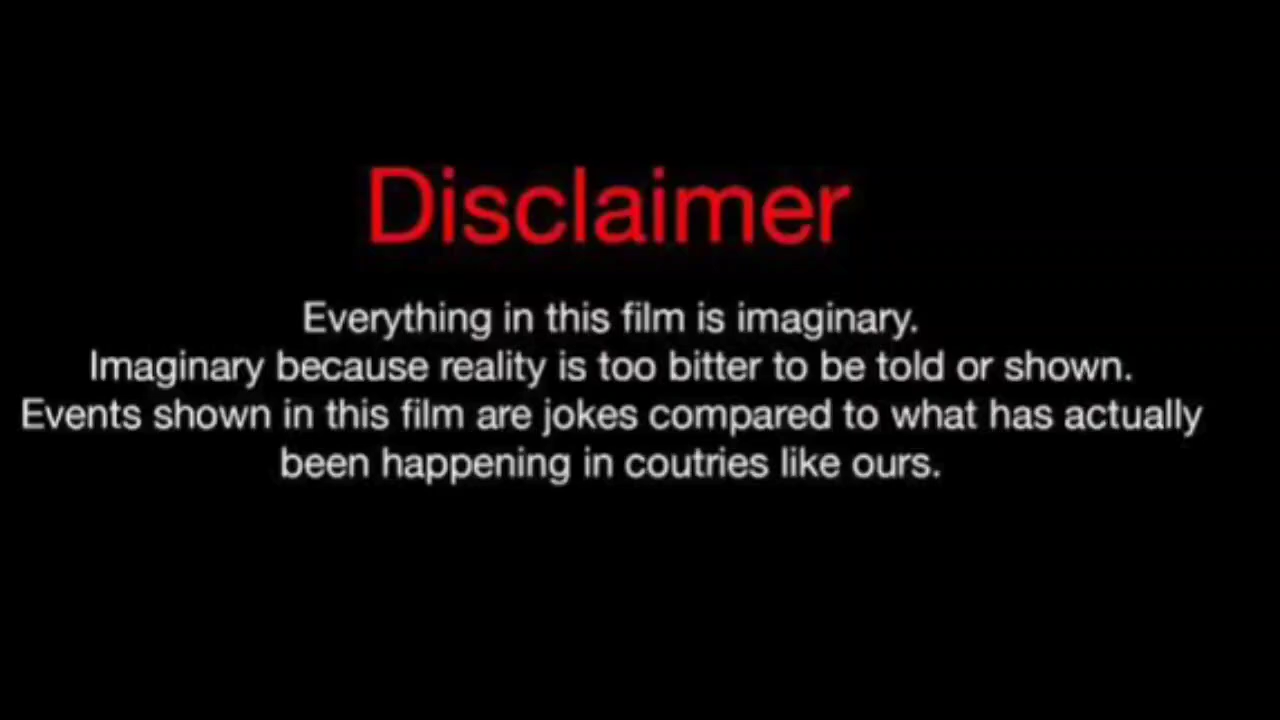 Disclaimer
Everything in this film is imaginary.
Imaginary because reality is too bitter to be told or shown.
Events shown in this film are jokes compared to what has actually
been happening in coutries like ours.